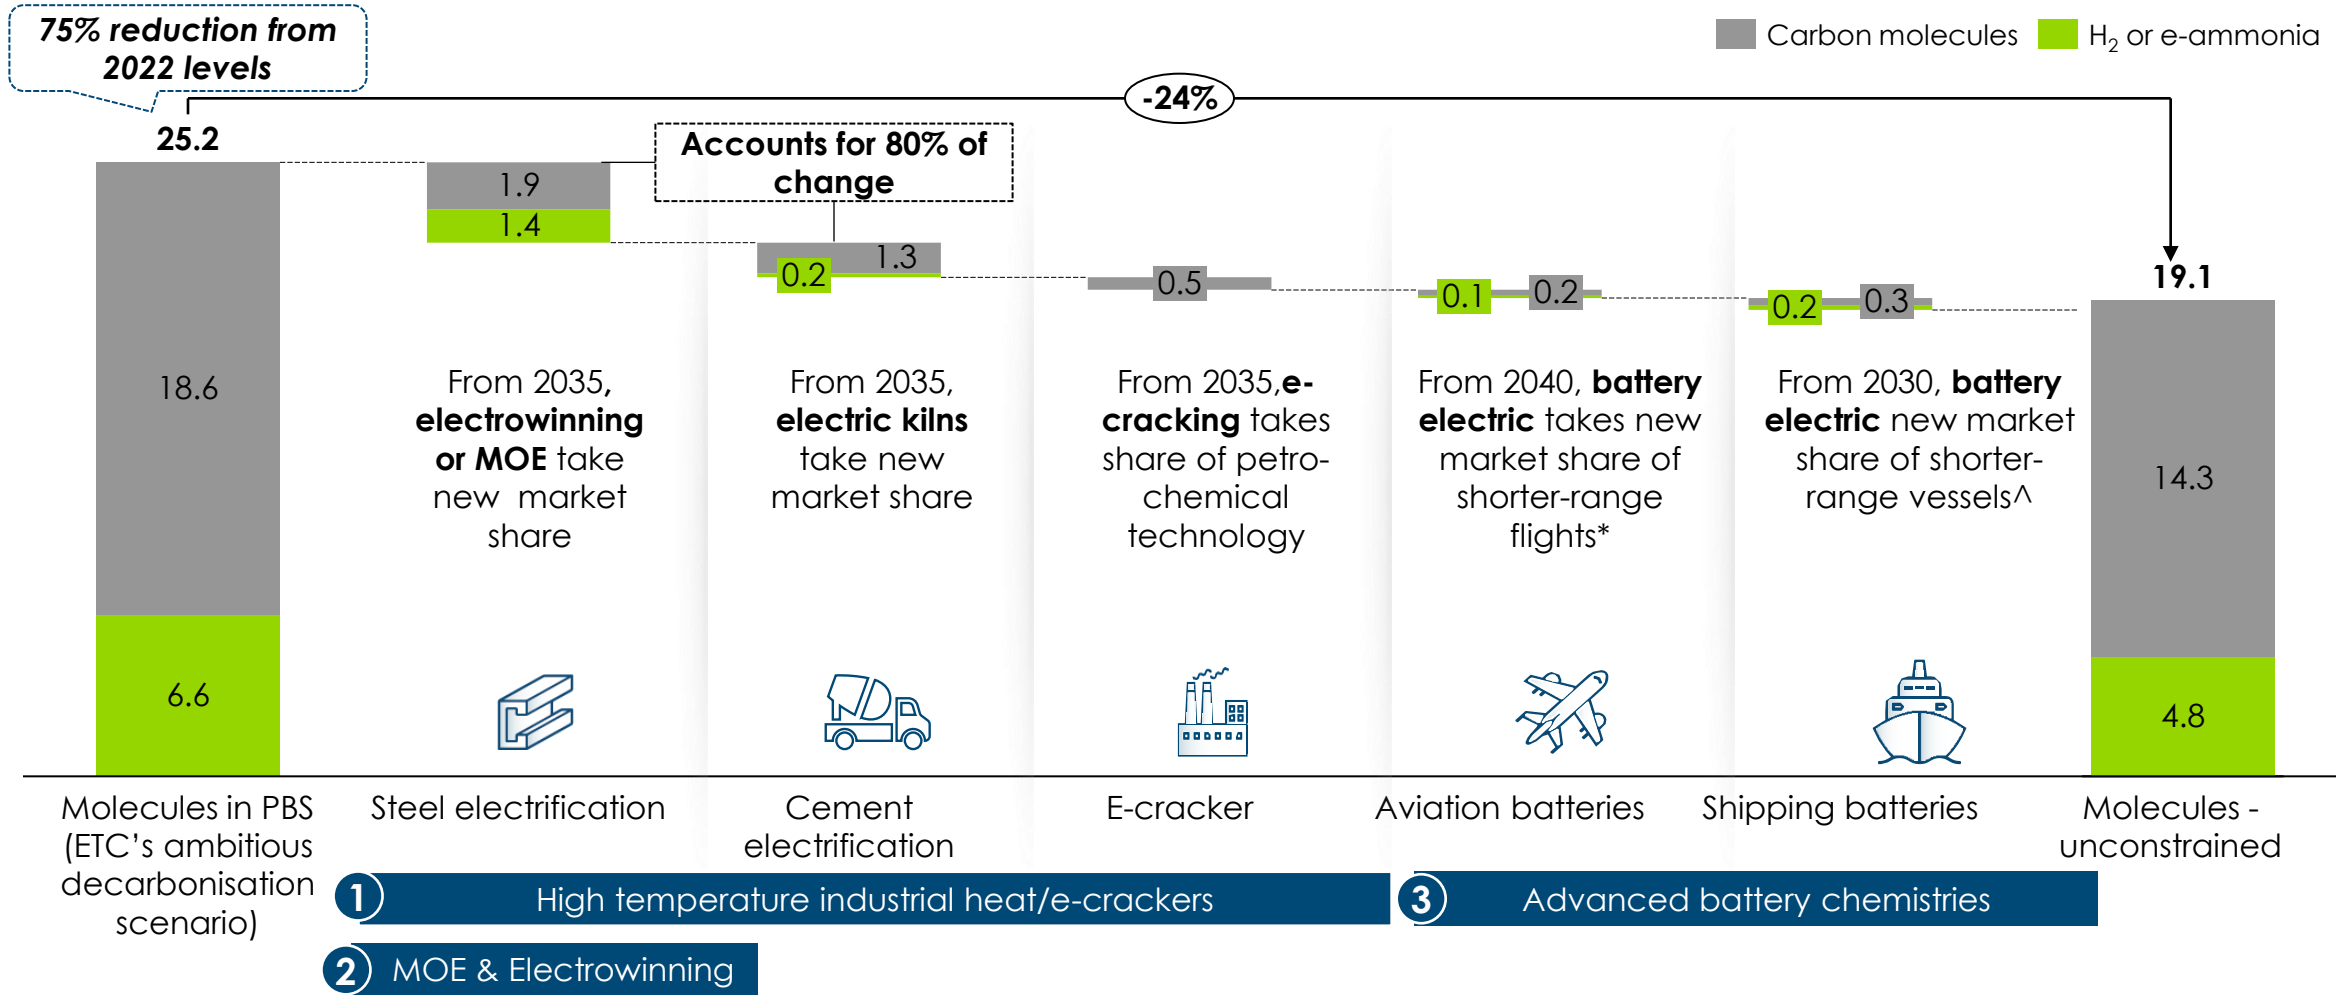 75% reduction from
2022 levels
Carbon molecules
H₂ or e-ammonia
-24%
25.2
Accounts for 80% of
change
1.9
1.4
1.3
0.2
0.5
0.1
0.2
0.2
0.3
19.1
18.6
6.6
14.3
4.8
From 2035,
electrowinning
or MOE take
new  market
share
From 2035,
electric kilns
take new
market share
From 2035,e-
cracking takes
share of petro-
chemical
technology
From 2040, battery
electric takes new
market share of
shorter-range
flights*
From 2030, battery
electric new market
share of shorter-
range vessels^
Molecules in PBS
(ETC’s ambitious
decarbonisation
scenario)
Steel electrification
Cement
electrification
E-cracker
Aviation batteries
Shipping batteries
Molecules -
unconstrained
1
High temperature industrial heat/e-crackers
3
Advanced battery chemistries
2
MOE & Electrowinning